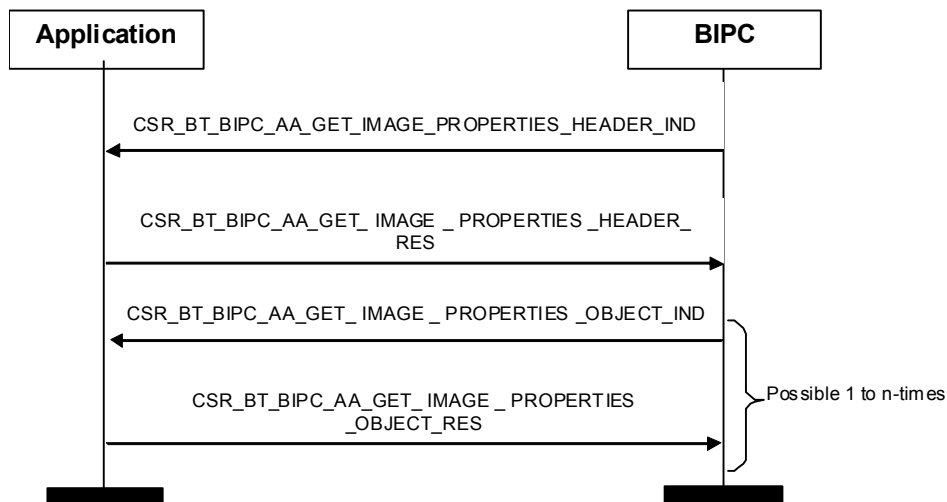 Application
BIPC
CSR_BT_BIPC_AA_GET_IMAGE_PROPERTIES_HEADER_IND
CSR_BT_BIPC_AA_GET_ IMAGE _ PROPERTIES _HEADER_
RES
CSR_BT_BIPC_AA_GET_ IMAGE _ PROPERTIES _OBJECT_IND
Possible 1 to n-times
CSR_BT_BIPC_AA_GET_ IMAGE _ PROPERTIES
_OBJECT_RES